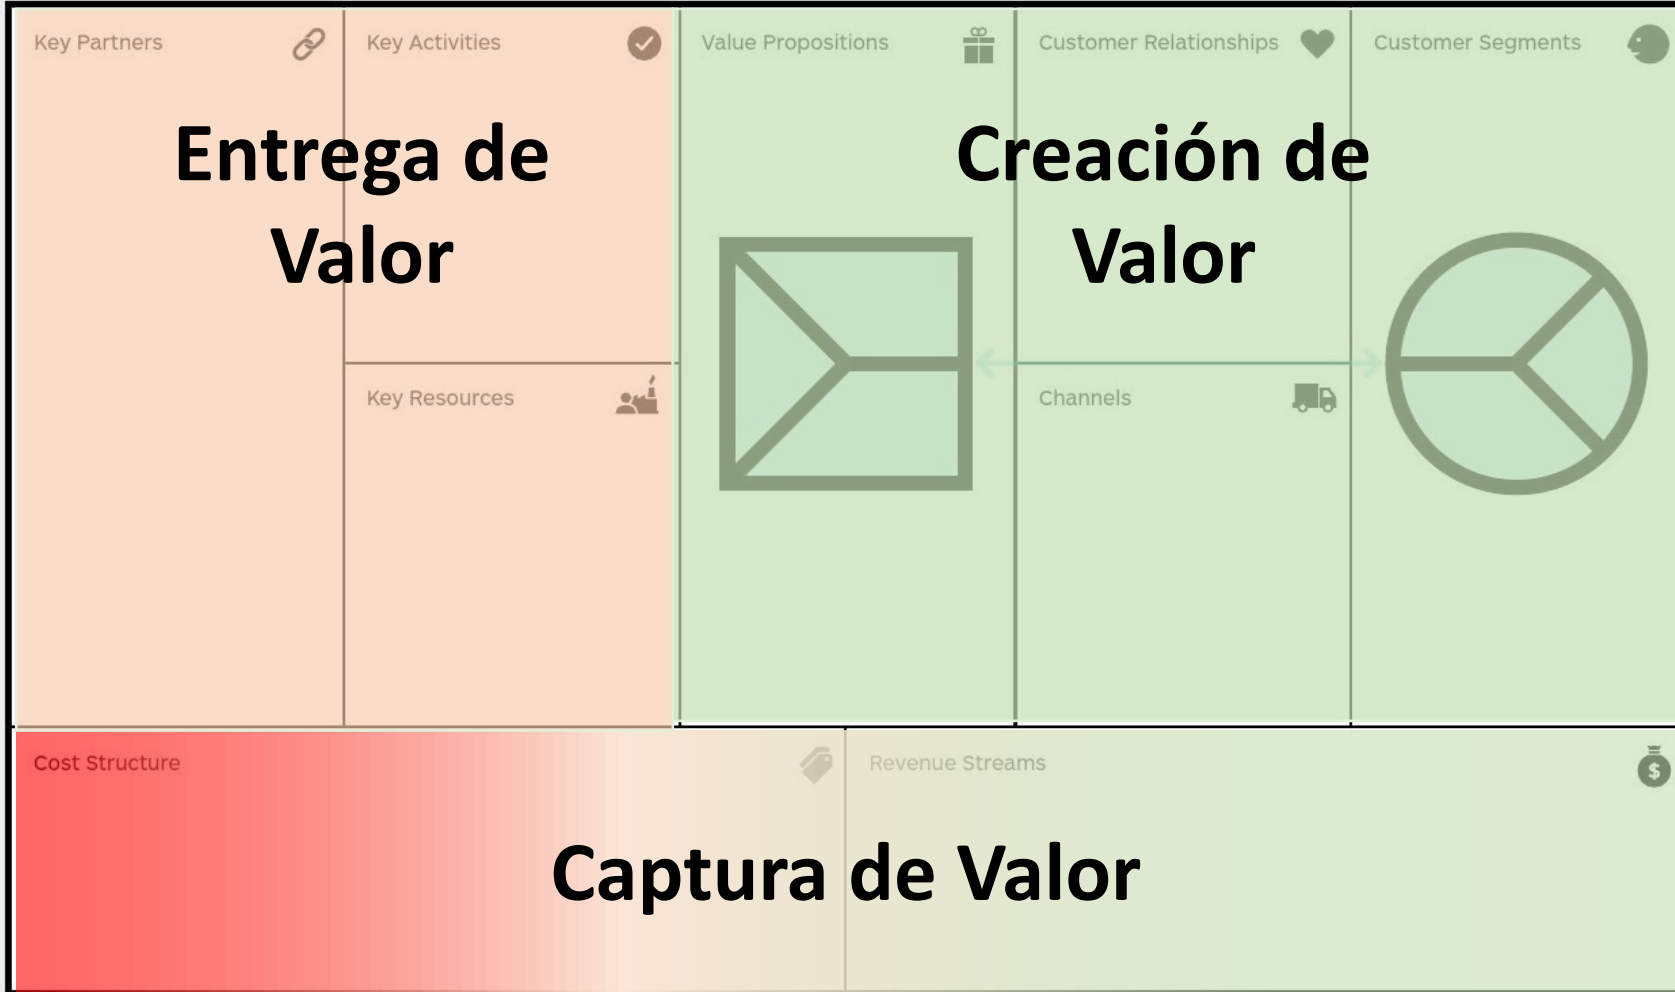 Key Partners
Key Activities
Value Propositions
Customer Relationships
Customer Segments
Entrega de
Valor
Creación de
Valor
Key Resources
Channels
Cost Structure
Revenue Streams
$
Captura de Valor